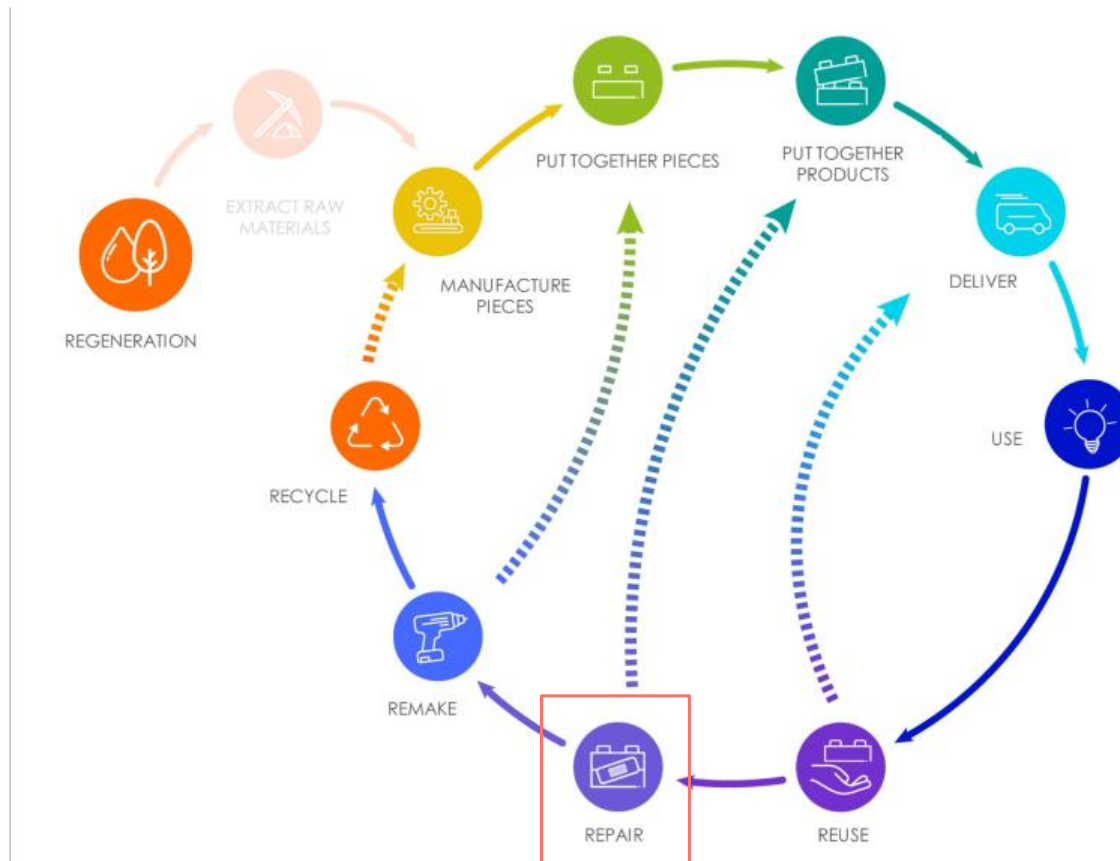 PUT TOGETHER PIECES
PUT TOGETHER
PRODUCTS
EXTRACT RAW
MATERIALS
MANUFACTURE
PIECES
DELIVER
REGENERATION
USE
RECYCLE
REMAKE
REPAIR
REUSE